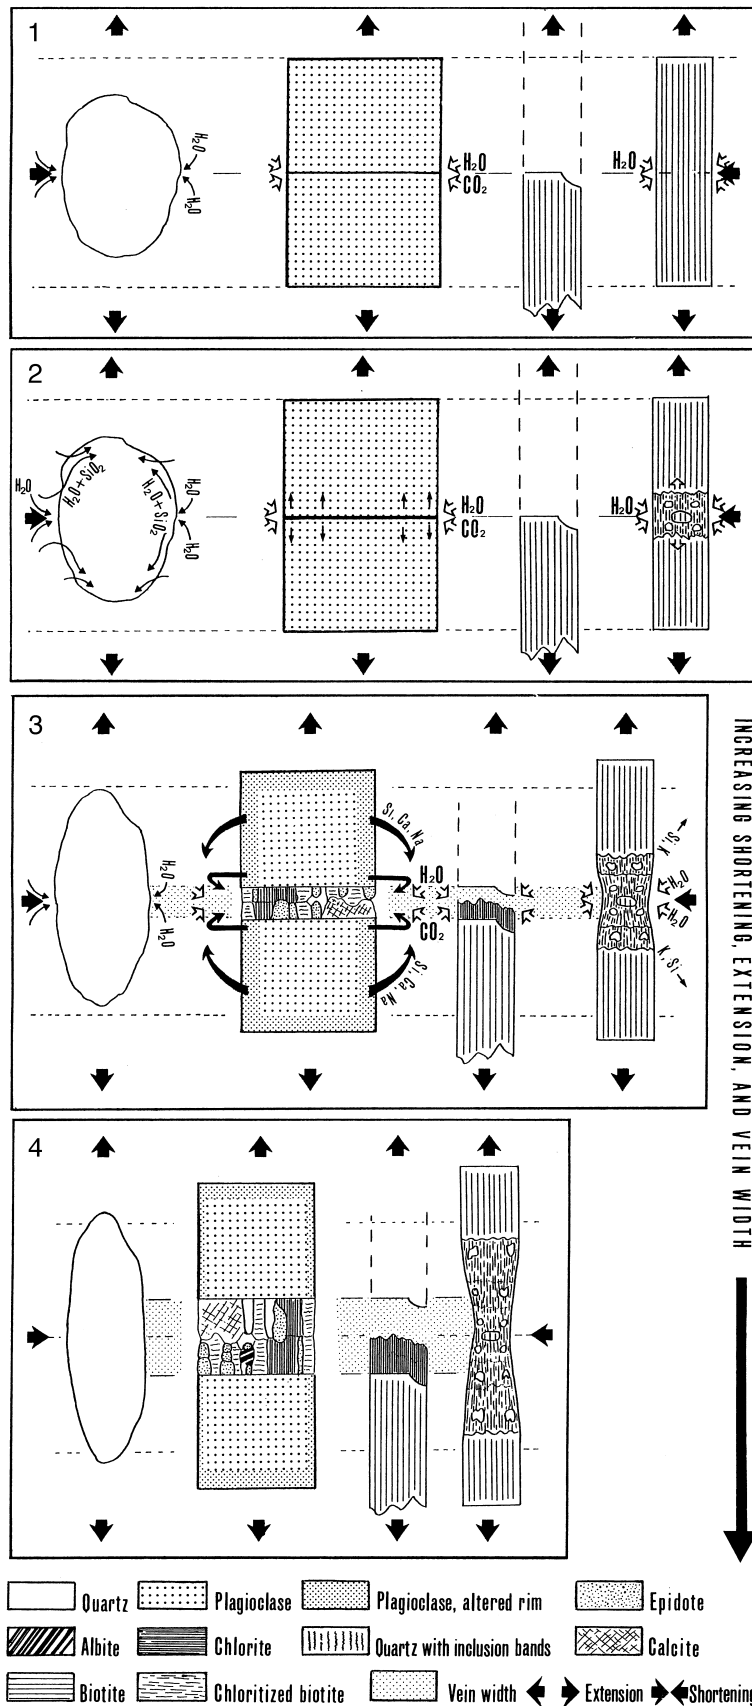 1
H₂O
H₂O
H₂O
CO₂
H₂O
2
H₂O
H₂O+SiO₂
H₂O+SiO₂
H₂O
H₂O
H₂O
CO₂
H₂O
3
H₂O
H₂O
Si, Ca, Na
H₂O
CO₂
Si, Ca, Na
K, Si
H₂O
H₂O
K, Si
INCREASING SHORTENING, EXTENSION, AND VEIN WIDTH
4
Quartz
Plagioclase
Plagioclase, altered rim
Epidote
Albite
Chlorite
Quartz with inclusion bands
Calcite
Biotite
Chloritized biotite
Vein width
Extension
Shortening